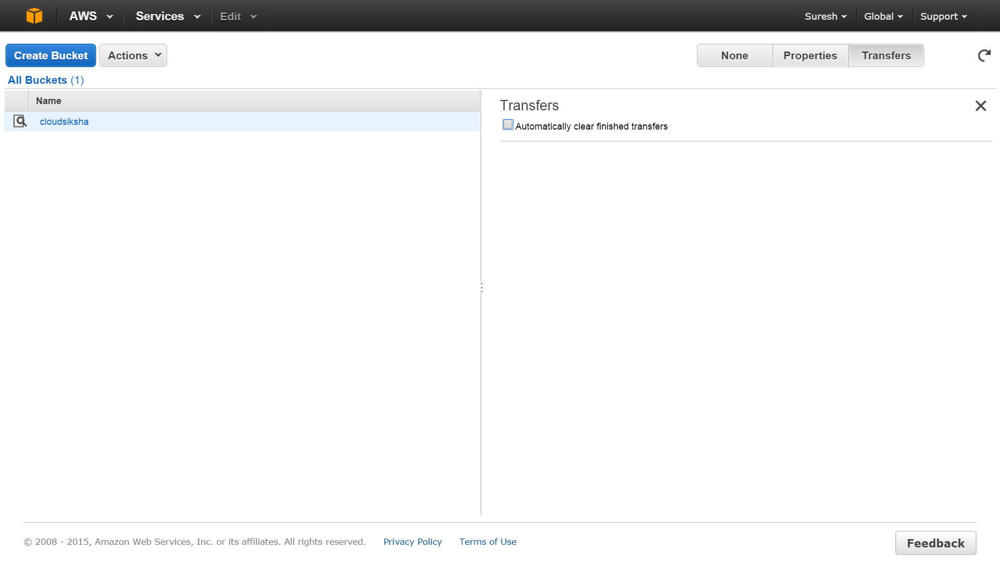 AWS Services Edit Suresh Global Support
Create Bucket Actions None Properties Transfers
All Buckets (1)
Name
cloudsiksha
Transfers
Automatically clear finished transfers
© 2008 - 2015, Amazon Web Services, Inc. or its affiliates. All rights reserved. Privacy Policy Terms of Use
Feedback